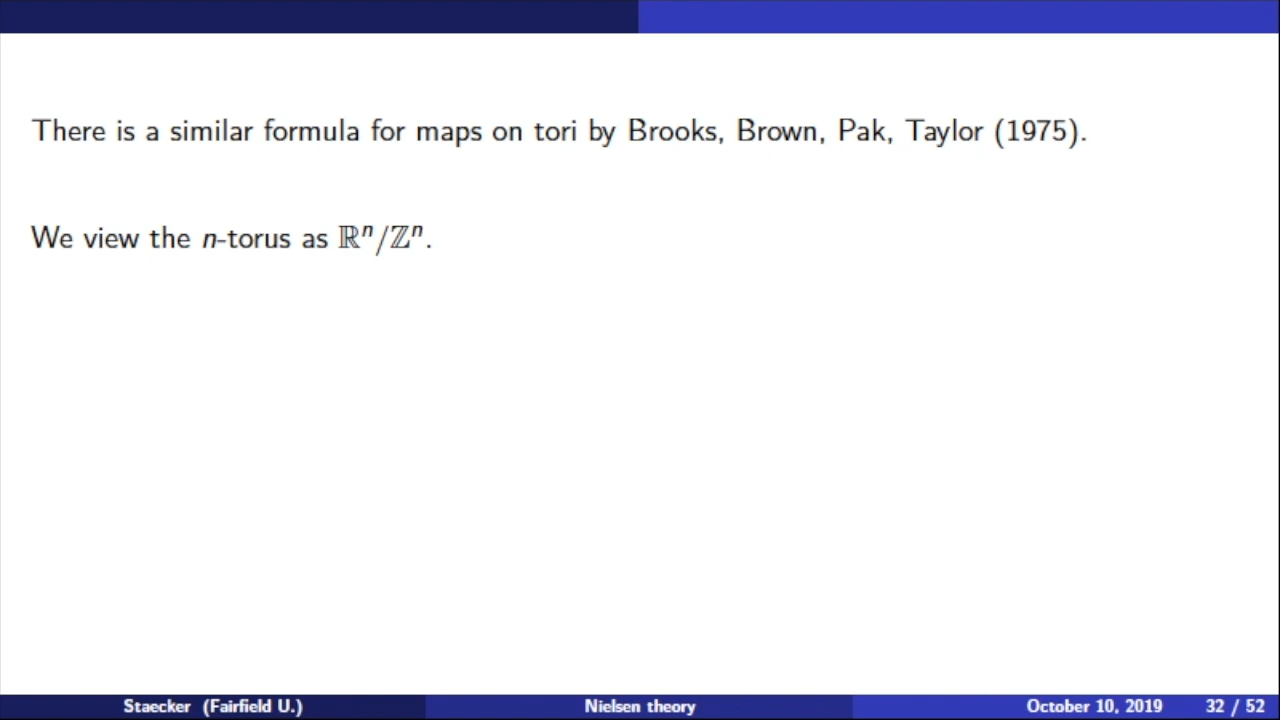 There is a similar formula for maps on tori by Brooks, Brown, Pak, Taylor (1975).
We view the n-torus as ℝⁿ/ℤⁿ.
Staecker (Fairfield U.) Nielsen theory October 10, 2019 32 / 52